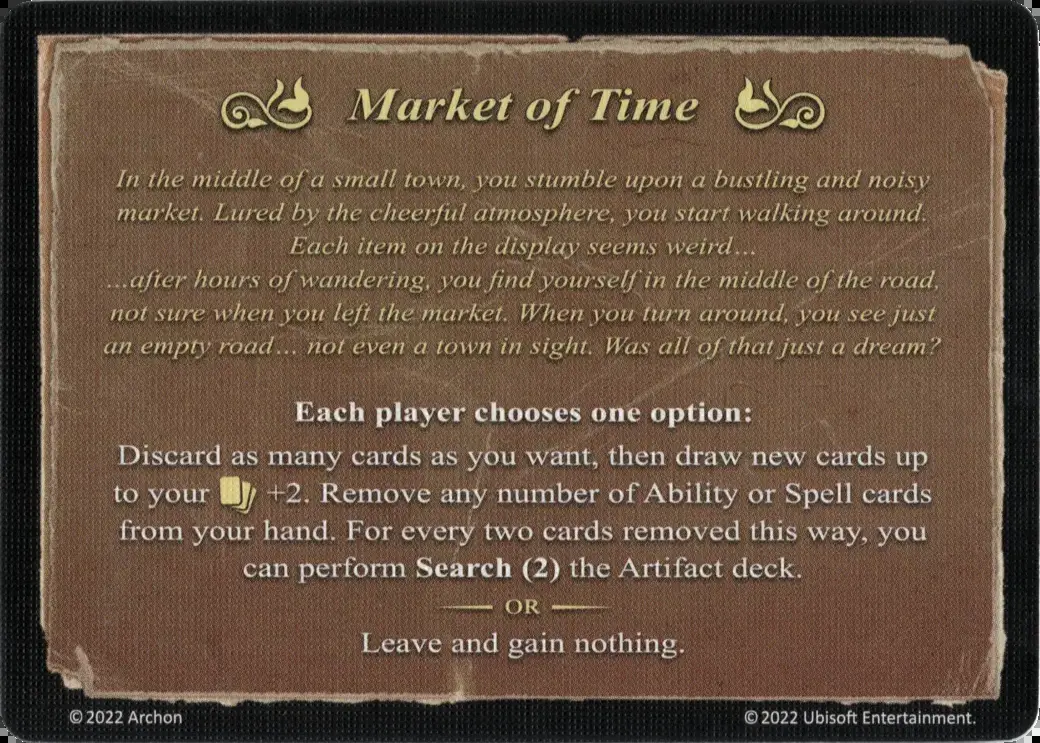 Market of Time
In the middle of a small town, you stumble upon a bustling and noisy
market. Lured by the cheerful atmosphere, you start walking around.
Each item on the display seems weird...
...after hours of wandering, you find yourself in the middle of the road,
not sure when you left the market. When you turn around, you see just
an empty road... not even a town in sight. Was all of that just a dream?
Each player chooses one option:
Discard as many cards as you want, then draw new cards up
to your +2. Remove any number of Ability or Spell cards
from your hand. For every two cards removed this way, you
can perform Search (2) the Artifact deck.
OR
Leave and gain nothing.
© 2022 Archon
© 2022 Ubisoft Entertainment.